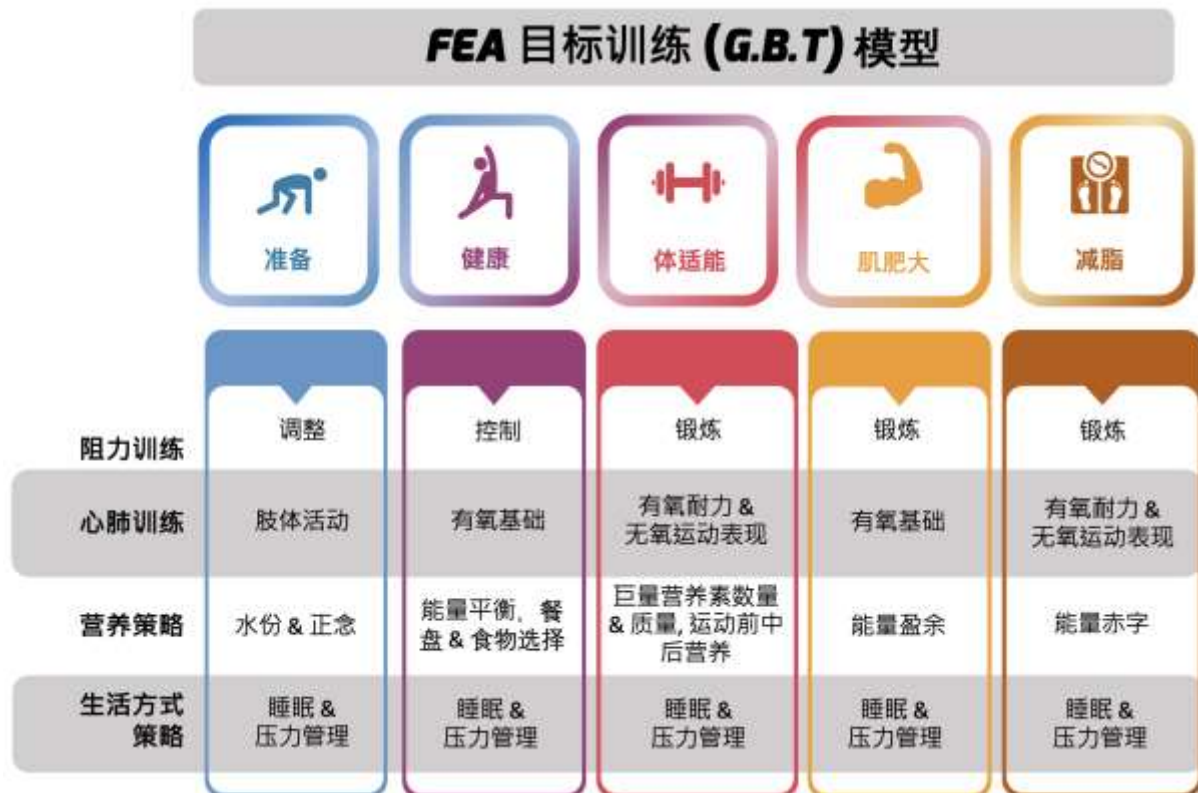 FEA 目标训练 (G.B.T) 模型
准备
健康
体适能
肌肥大
减脂
阻力训练
调整
控制
锻炼
锻炼
锻炼
心肺训练
肢体活动
有氧基础
有氧耐力 &
无氧运动表现
有氧基础
有氧耐力 &
无氧运动表现
营养策略
水份 & 正念
能量平衡，餐
盘 & 食物选择
巨量营养素数量
& 质量, 运动前中
后营养
能量盈余
能量赤字
生活方式
策略
睡眠 &
压力管理
睡眠 &
压力管理
睡眠 &
压力管理
睡眠 &
压力管理
睡眠 &
压力管理